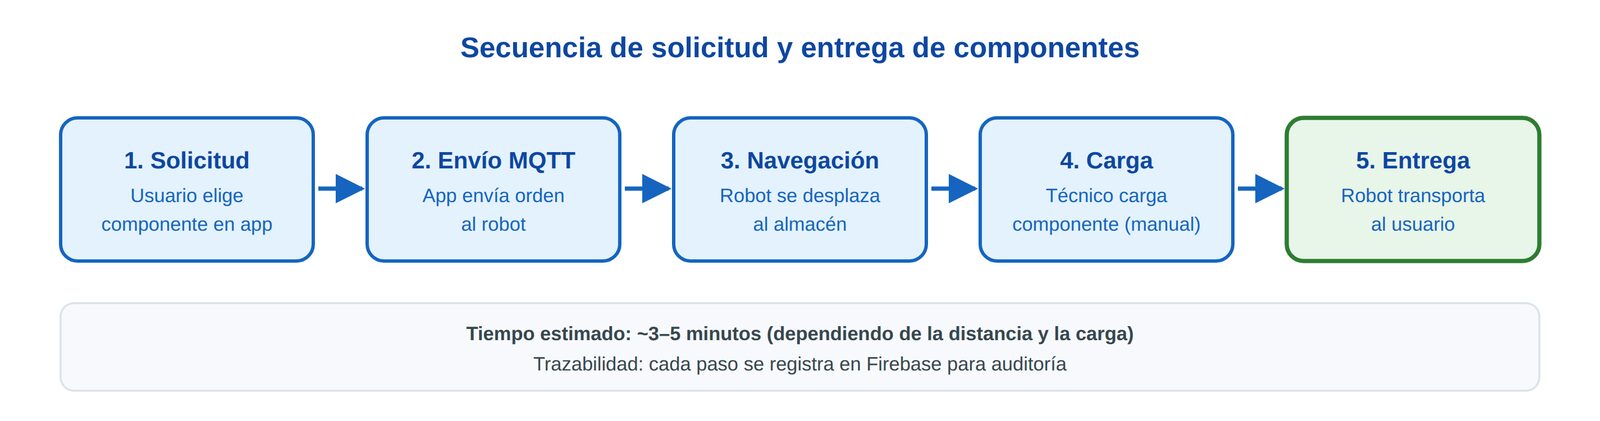 Secuencia de solicitud y entrega de componentes
1. Solicitud
Usuario elige
componente en app
2. Envío MQTT
App envía orden
al robot
3. Navegación
Robot se desplaza
al almacén
4. Carga
Técnico carga
componente (manual)
5. Entrega
Robot transporta
al usuario
Tiempo estimado: ~3–5 minutos (dependiendo de la distancia y la carga)
Trazabilidad: cada paso se registra en Firebase para auditoría